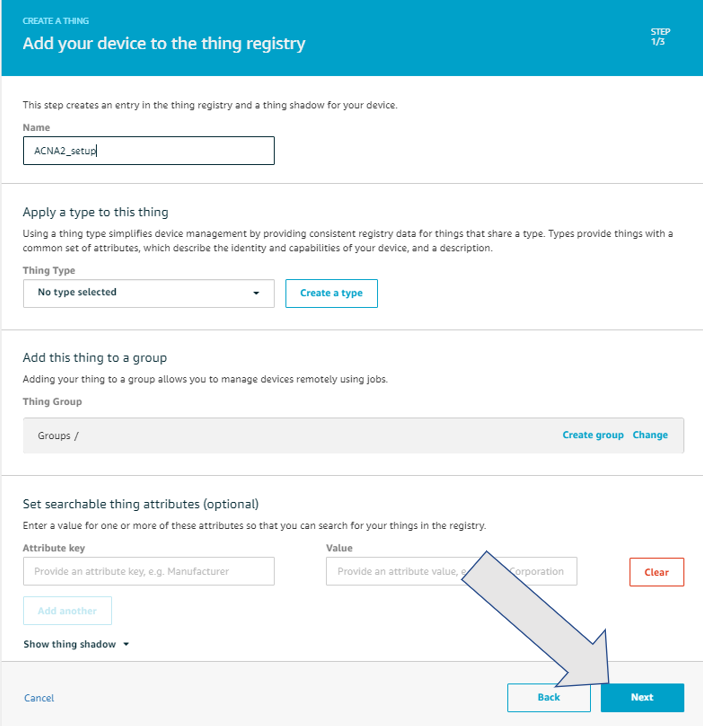 CREATE A THING
Add your device to the thing registry
STEP
1/3
This step creates an entry in the thing registry and a thing shadow for your device.
Name
ACNA2_setup
Apply a type to this thing
Using a thing type simplifies device management by providing consistent registry data for things that share a type. Types provide things with a
common set of attributes, which describe the identity and capabilities of your device, and a description.
Thing Type
No type selected
Create a type
Add this thing to a group
Adding your thing to a group allows you to manage devices remotely using jobs.
Thing Group
Groups /
Create group Change
Set searchable thing attributes (optional)
Enter a value for one or more of these attributes so that you can search for your things in the registry.
Attribute key
Value
Provide an attribute key, e.g. Manufacturer
Provide an attribute value, Corporation
Clear
Add another
Show thing shadow
Cancel
Back
Next